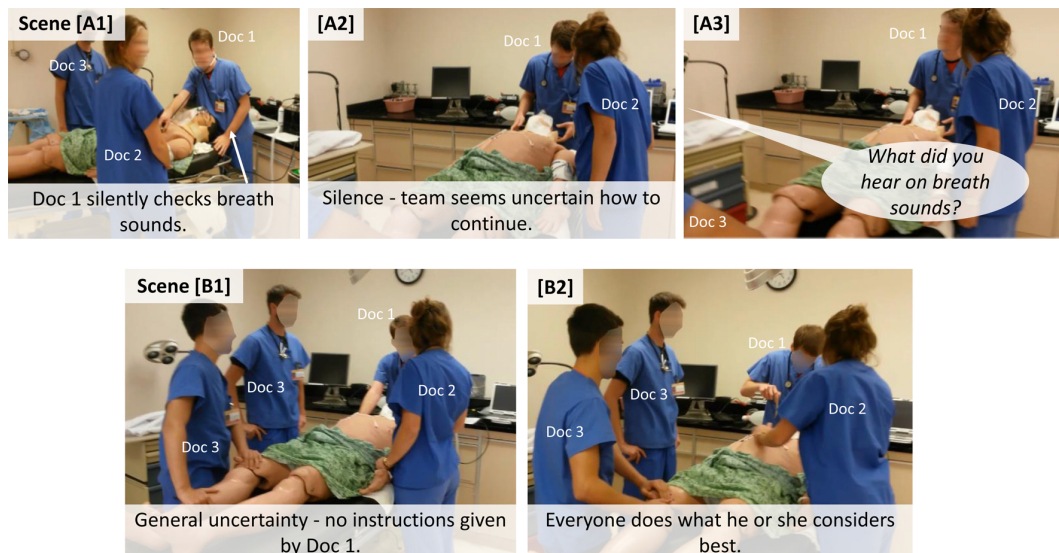 Scene [A1]
Doc 1
Doc 3
Doc 2
Doc 1 silently checks breath
sounds.
[A2]
Doc 1
Doc 2
Silence - team seems uncertain how to
continue.
[A3]
Doc 1
Doc 2
What did you
hear on breath
sounds?
Doc 3
Scene [B1]
Doc 1
Doc 3
Doc 2
Doc 3
General uncertainty - no instructions given
by Doc 1.
[B2]
Doc 1
Doc 3
Doc 2
Doc 3
Everyone does what he or she considers
best.